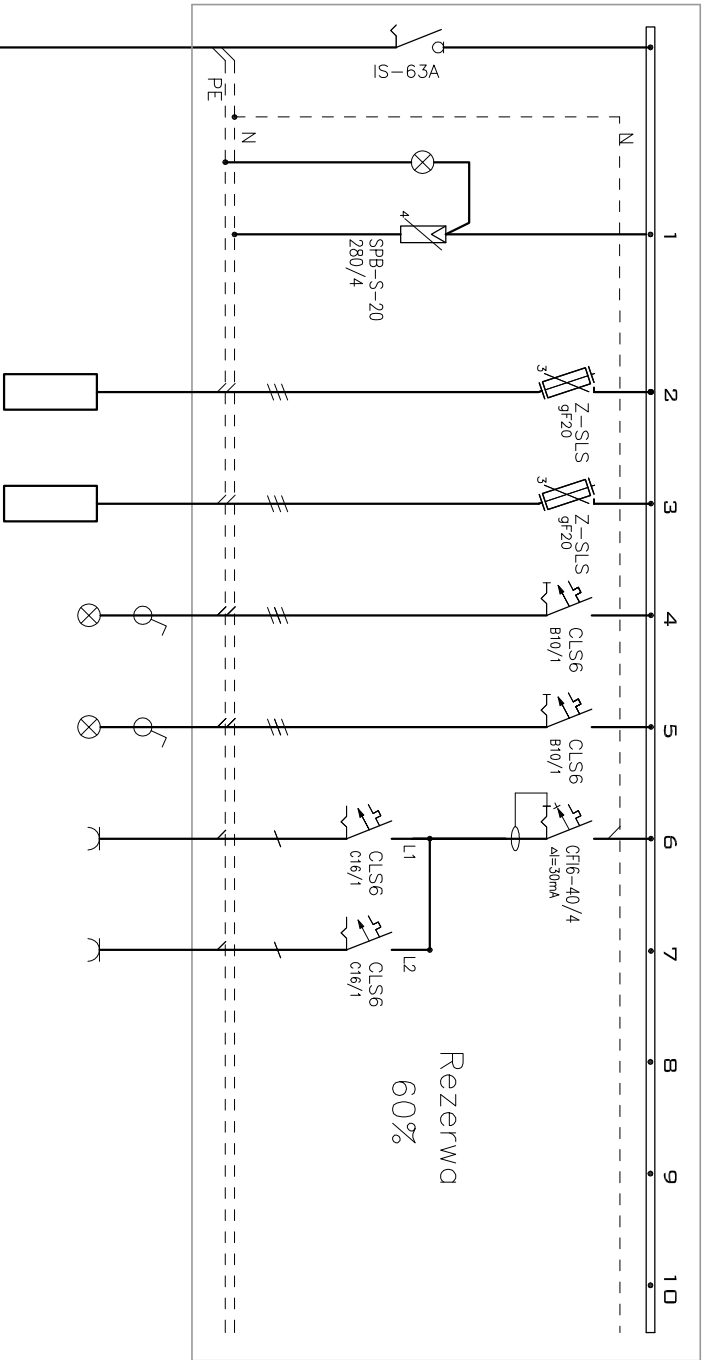 IS-63A
PE
N
N
1
4
SPB-S-20
280/4
2
3
Z-SLS
gF20
3
3
Z-SLS
gF20
4
CLS6
B10/1
5
CLS6
B10/1
6
CFI6-40/4
ΔI=30mA
L1
CLS6
C16/1
7
L2
CLS6
C16/1
8
9
10
Rezerwa
60%